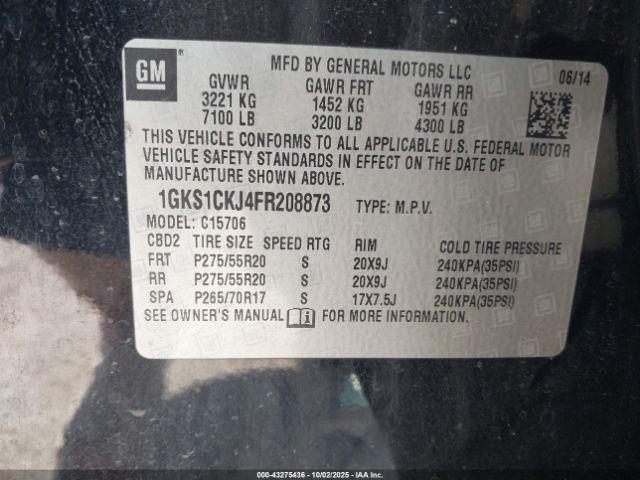 GM
MFD BY GENERAL MOTORS LLC 06/14
GVWR GAWR FRT GAWR RR
3221 KG 1452 KG 1951 KG
7100 LB 3200 LB 4300 LB
THIS VEHICLE CONFORMS TO ALL APPLICABLE U.S. FEDERAL MOTOR
VEHICLE SAFETY STANDARDS IN EFFECT ON THE DATE OF
MANUFACTURE SHOWN ABOVE.
1GKS1CKJ4FR208873 TYPE: M.P.V.
MODEL: C15706
CBD2 TIRE SIZE SPEED RTG RIM COLD TIRE PRESSURE
FRT P275/55R20 S 20X9J 240KPA(35PSI)
RR P275/55R20 S 20X9J 240KPA(35PSI)
SPA P265/70R17 S 17X7.5J 240KPA(35PSI)
SEE OWNER'S MANUAL FOR MORE INFORMATION.
000-43275436 - 10/02/2025 - IAA, Inc.